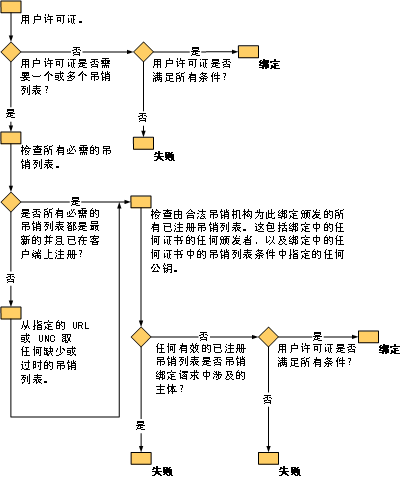 用户许可证。
否
是
用户许可证是否需
要一个或多个吊销
列表？
用户许可证是否
满足所有条件？
绑定
是
否
失败
检查所有必需的吊
销列表。
是
是否所有必需的
吊销列表都是最
新的并且已在客
户端上注册？
检查由合法吊销机构为此绑定颁发的所
有已注册吊销列表。这包括绑定中的任
何证书的任何颁发者，以及绑定中的任
何证书中的吊销列表条件中指定的任何
公钥。
否
从指定的 URL
或 UNC 取
任何缺少或
过时的吊销
列表。
否
是
任何有效的已注册
吊销列表是否吊销
绑定请求中涉及的
主体？
用户许可证是否
满足所有条件？
绑定
是
否
失败
失败